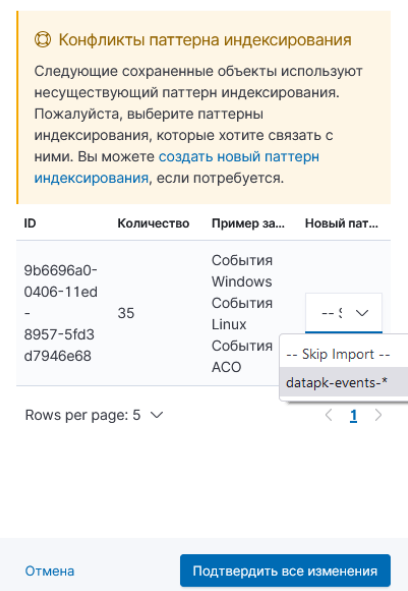 Конфликты паттерна индексирования
Следующие сохраненные объекты используют
несуществующий паттерн индексирования.
Пожалуйста, выберите паттерны
индексирования, которые хотите связать с
ними. Вы можете создать новый паттерн
индексирования, если потребуется.
ID Количество Пример за... Новый пат...
9b6696a0-
0406-11ed
-
8957-5fd3
d7946e68
35
События
Windows
События
Linux
События
АСО
-- S
-- Skip Import --
datapk-events-*
Rows per page: 5
1
Отмена
Подтвердить все изменения